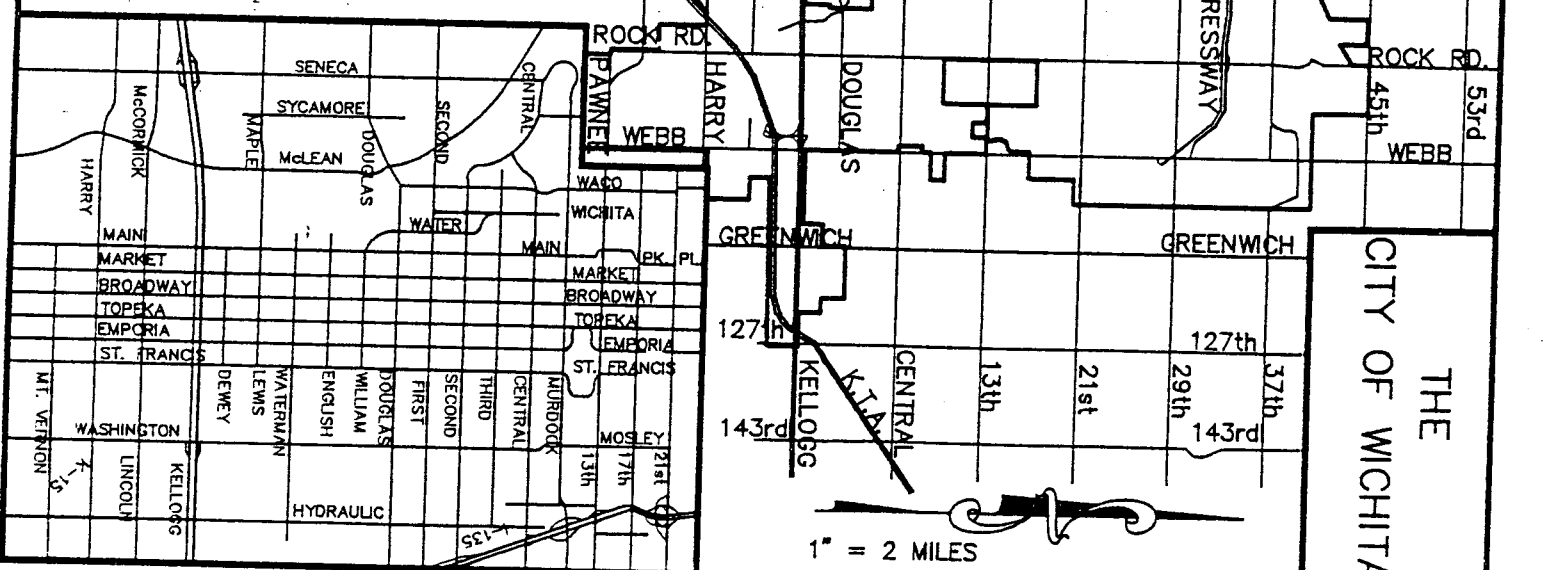 ROCK RD.
SENECA
CENTRAL
PAWNEE
HARRY
DOUGLAS
RESSWAY
ROCK RD.
45th
53rd
McCORMICK
SYCAMORE
MAPLE
DOUGLAS
SECOND
WEBB
WEBB
HARRY
McLEAN
WACO
WATER
WICHITA
MAIN
MAIN
PK. PL
GREENWICH
GREENWICH
MARKET
MARKET
BROADWAY
BROADWAY
TOPEKA
TOPEKA
EMPORIA
EMPORIA
ST. FRANCIS
ST. FRANCIS
127th
127th
MT. VERNON
DEWEY
LEWIS
WATERMAN
ENGLISH
WILLIAM
DOUGLAS
FIRST
SECOND
THIRD
CENTRAL
MURDOCK
KELLOGG
K.T.A.
CENTRAL
13th
21st
29th
37th
WASHINGTON
MOSLEY
143rd
143rd
K-15
LINCOLN
KELLOGG
13th
17th
21st
HYDRAULIC
I-135
1" = 2 MILES
THE
CITY OF WICHITA